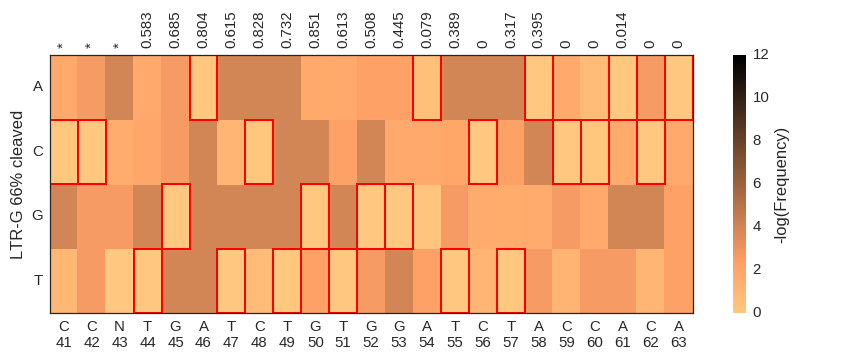 * * * 0.583 0.685 0.804 0.615 0.828 0.732 0.851 0.613 0.508 0.445 0.079 0.389 0 0.317 0.395 0 0 0.014 0 0
LTR-G 66% cleaved
A
C
G
T
C C N T G A T C T G T G G A T C T A C C A C A
41 42 43 44 45 46 47 48 49 50 51 52 53 54 55 56 57 58 59 60 61 62 63
12
10
8
6
4
2
0
-log(Frequency)